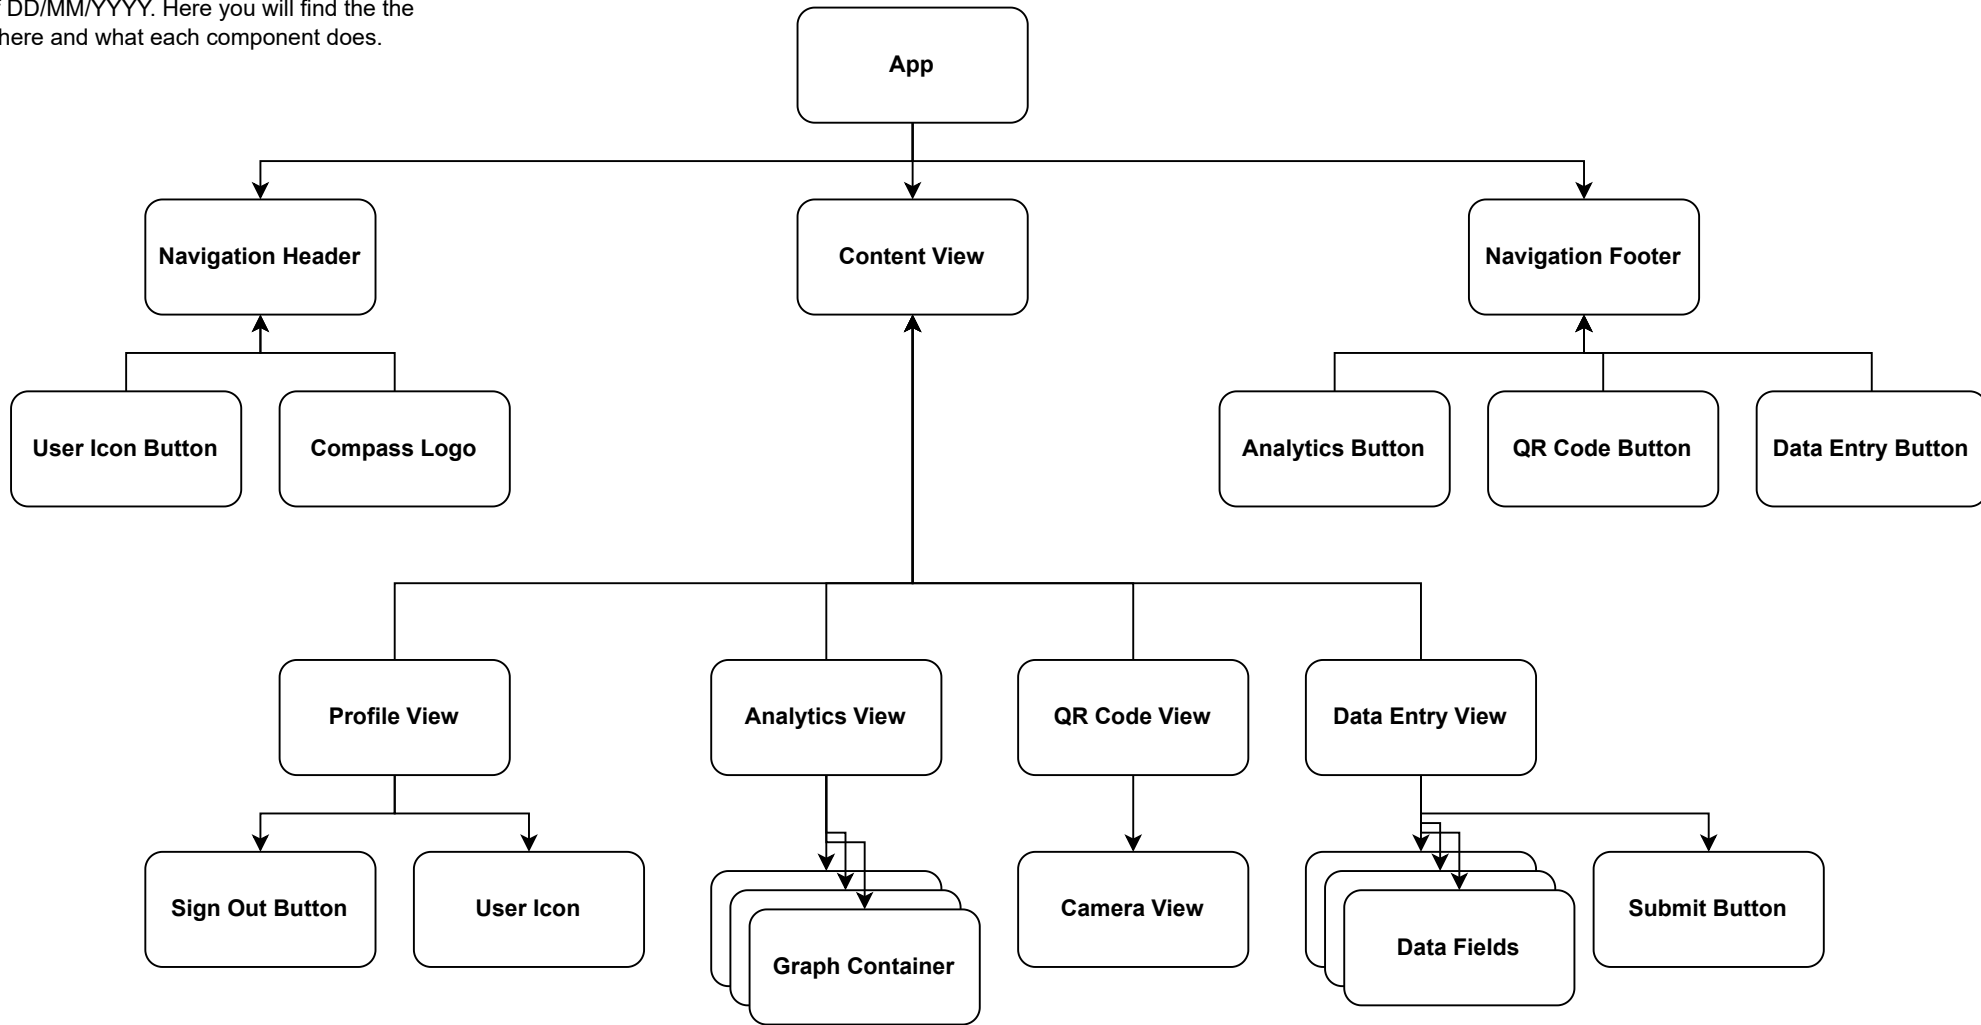 DD/MM/YYYY. Here you will find the the
here and what each component does.
App
Navigation Header
Content View
Navigation Footer
User Icon Button
Compass Logo
Analytics Button
QR Code Button
Data Entry Button
Profile View
Analytics View
QR Code View
Data Entry View
Sign Out Button
User Icon
Graph Container
Camera View
Data Fields
Submit Button